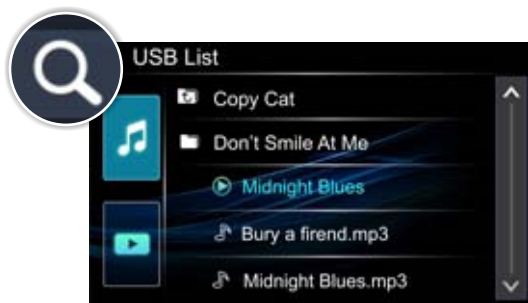 USB List
Copy Cat
Don't Smile At Me
Midnight Blues
Bury a firend.mp3
Midnight Blues.mp3